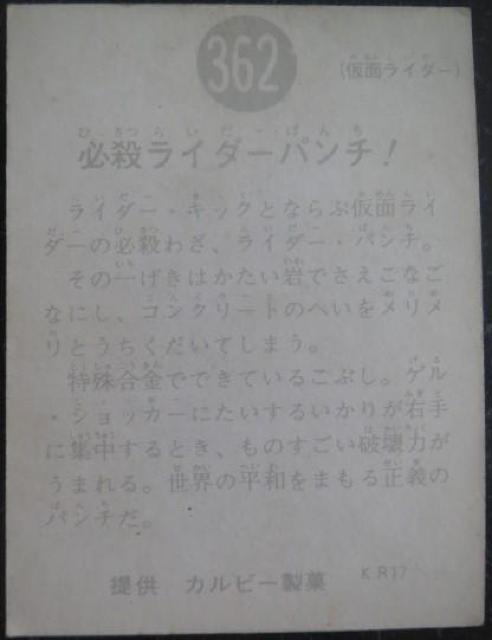 362
(仮面ライダー)
必殺ライダーパンチ!
ライダー・キックとならぶ仮面ライ
ダーの必殺わざ、ライダー・パンチ。
その一げきはかたい岩でさえこなご
なにし、コンクリートのへいをメリメ
リとうちくだいてしまう。
特殊合金でできているこぶし。ゲル
・ショッカーにたいするいかりが右手
に集中するとき、ものすごい破壊力が
うまれる。世界の平和をまもる正義の
パンチだ。
提供 カルビー製菓 KR17